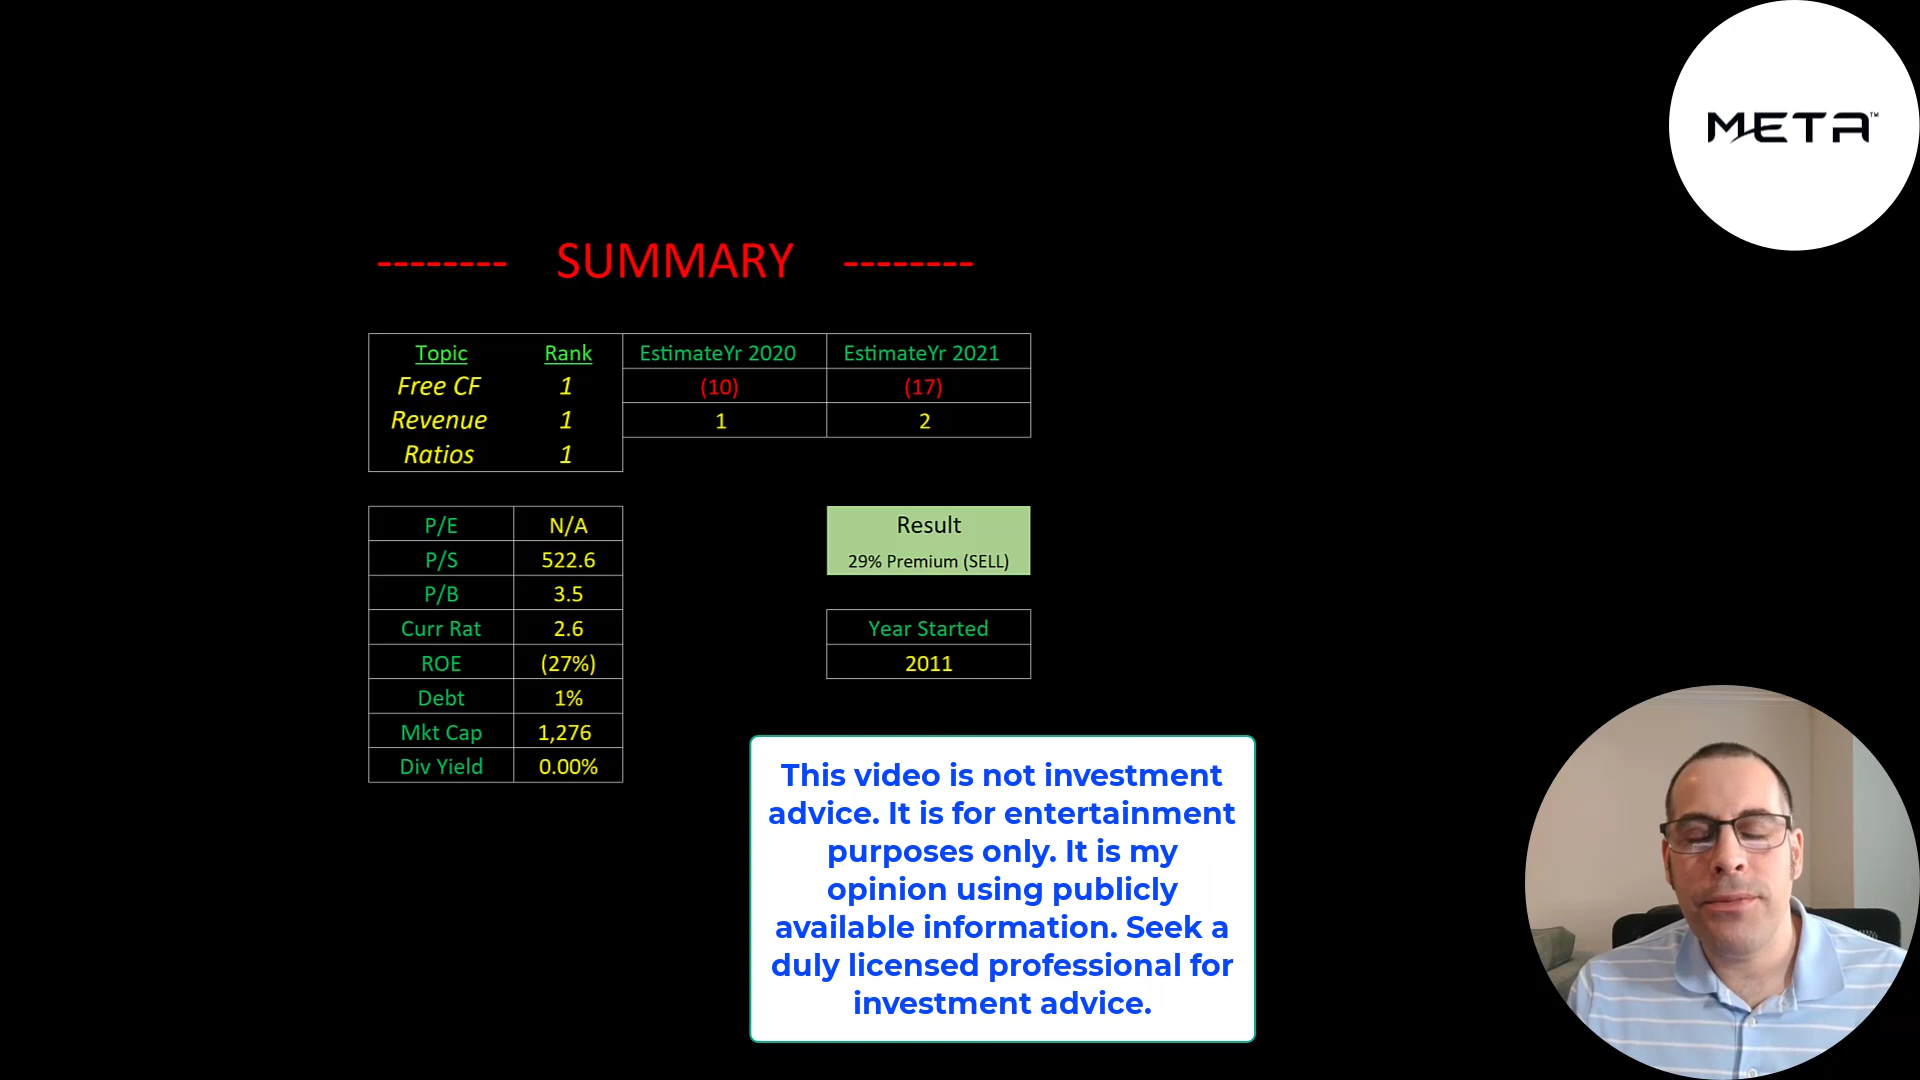 META™
-------- SUMMARY --------
Topic Rank EstimateYr 2020 EstimateYr 2021
Free CF 1 (10) (17)
Revenue 1 1 2
Ratios 1
P/E N/A
P/S 522.6
P/B 3.5
Curr Rat 2.6
ROE (27%)
Debt 1%
Mkt Cap 1,276
Div Yield 0.00%
Result
29% Premium (SELL)
Year Started
2011
This video is not investment
advice. It is for entertainment
purposes only. It is my
opinion using publicly
available information. Seek a
duly licensed professional for
investment advice.